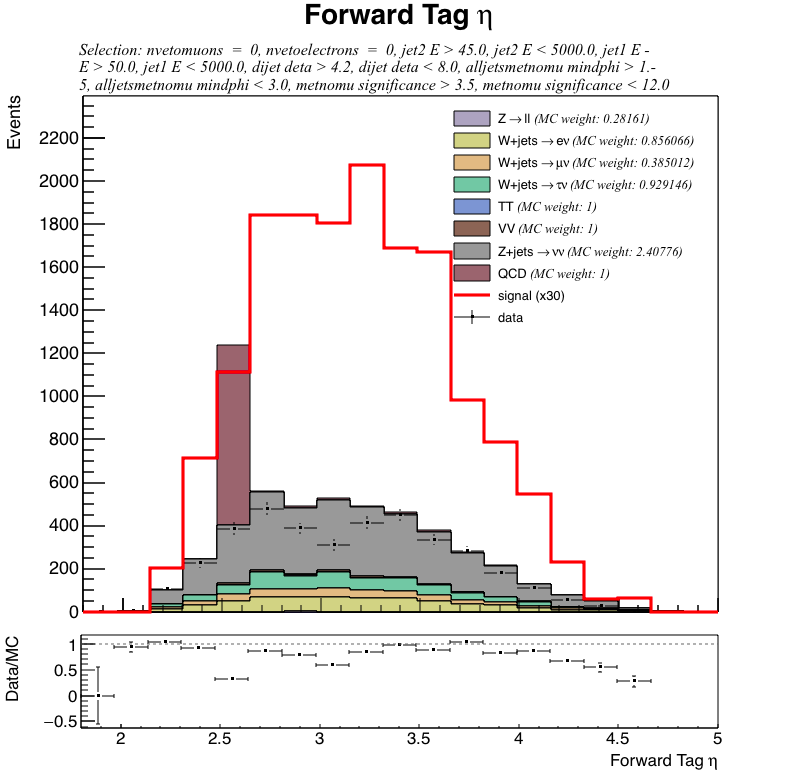 Forward Tag η
Selection: nvetomuons = 0, nvetoelectrons = 0, jet2 E > 45.0, jet2 E < 5000.0, jet1 E -
E > 50.0, jet1 E < 5000.0, dijet deta > 4.2, dijet deta < 8.0, alljetsmetnomu mindphi > 1.-
5, alljetsmetnomu mindphi < 3.0, metnomu significance > 3.5, metnomu significance < 12.0
Events
2200
2000
1800
1600
1400
1200
1000
800
600
400
200
0
Z→ll (MC weight: 0.28161)
W+jets→eν (MC weight: 0.856066)
W+jets→μν (MC weight: 0.385012)
W+jets→τν (MC weight: 0.929146)
TT (MC weight: 1)
VV (MC weight: 1)
Z+jets→νν (MC weight: 2.40776)
QCD (MC weight: 1)
signal (x30)
data
Data/MC
1
0.5
0
−0.5
2 2.5 3 3.5 4 4.5 5
Forward Tag η